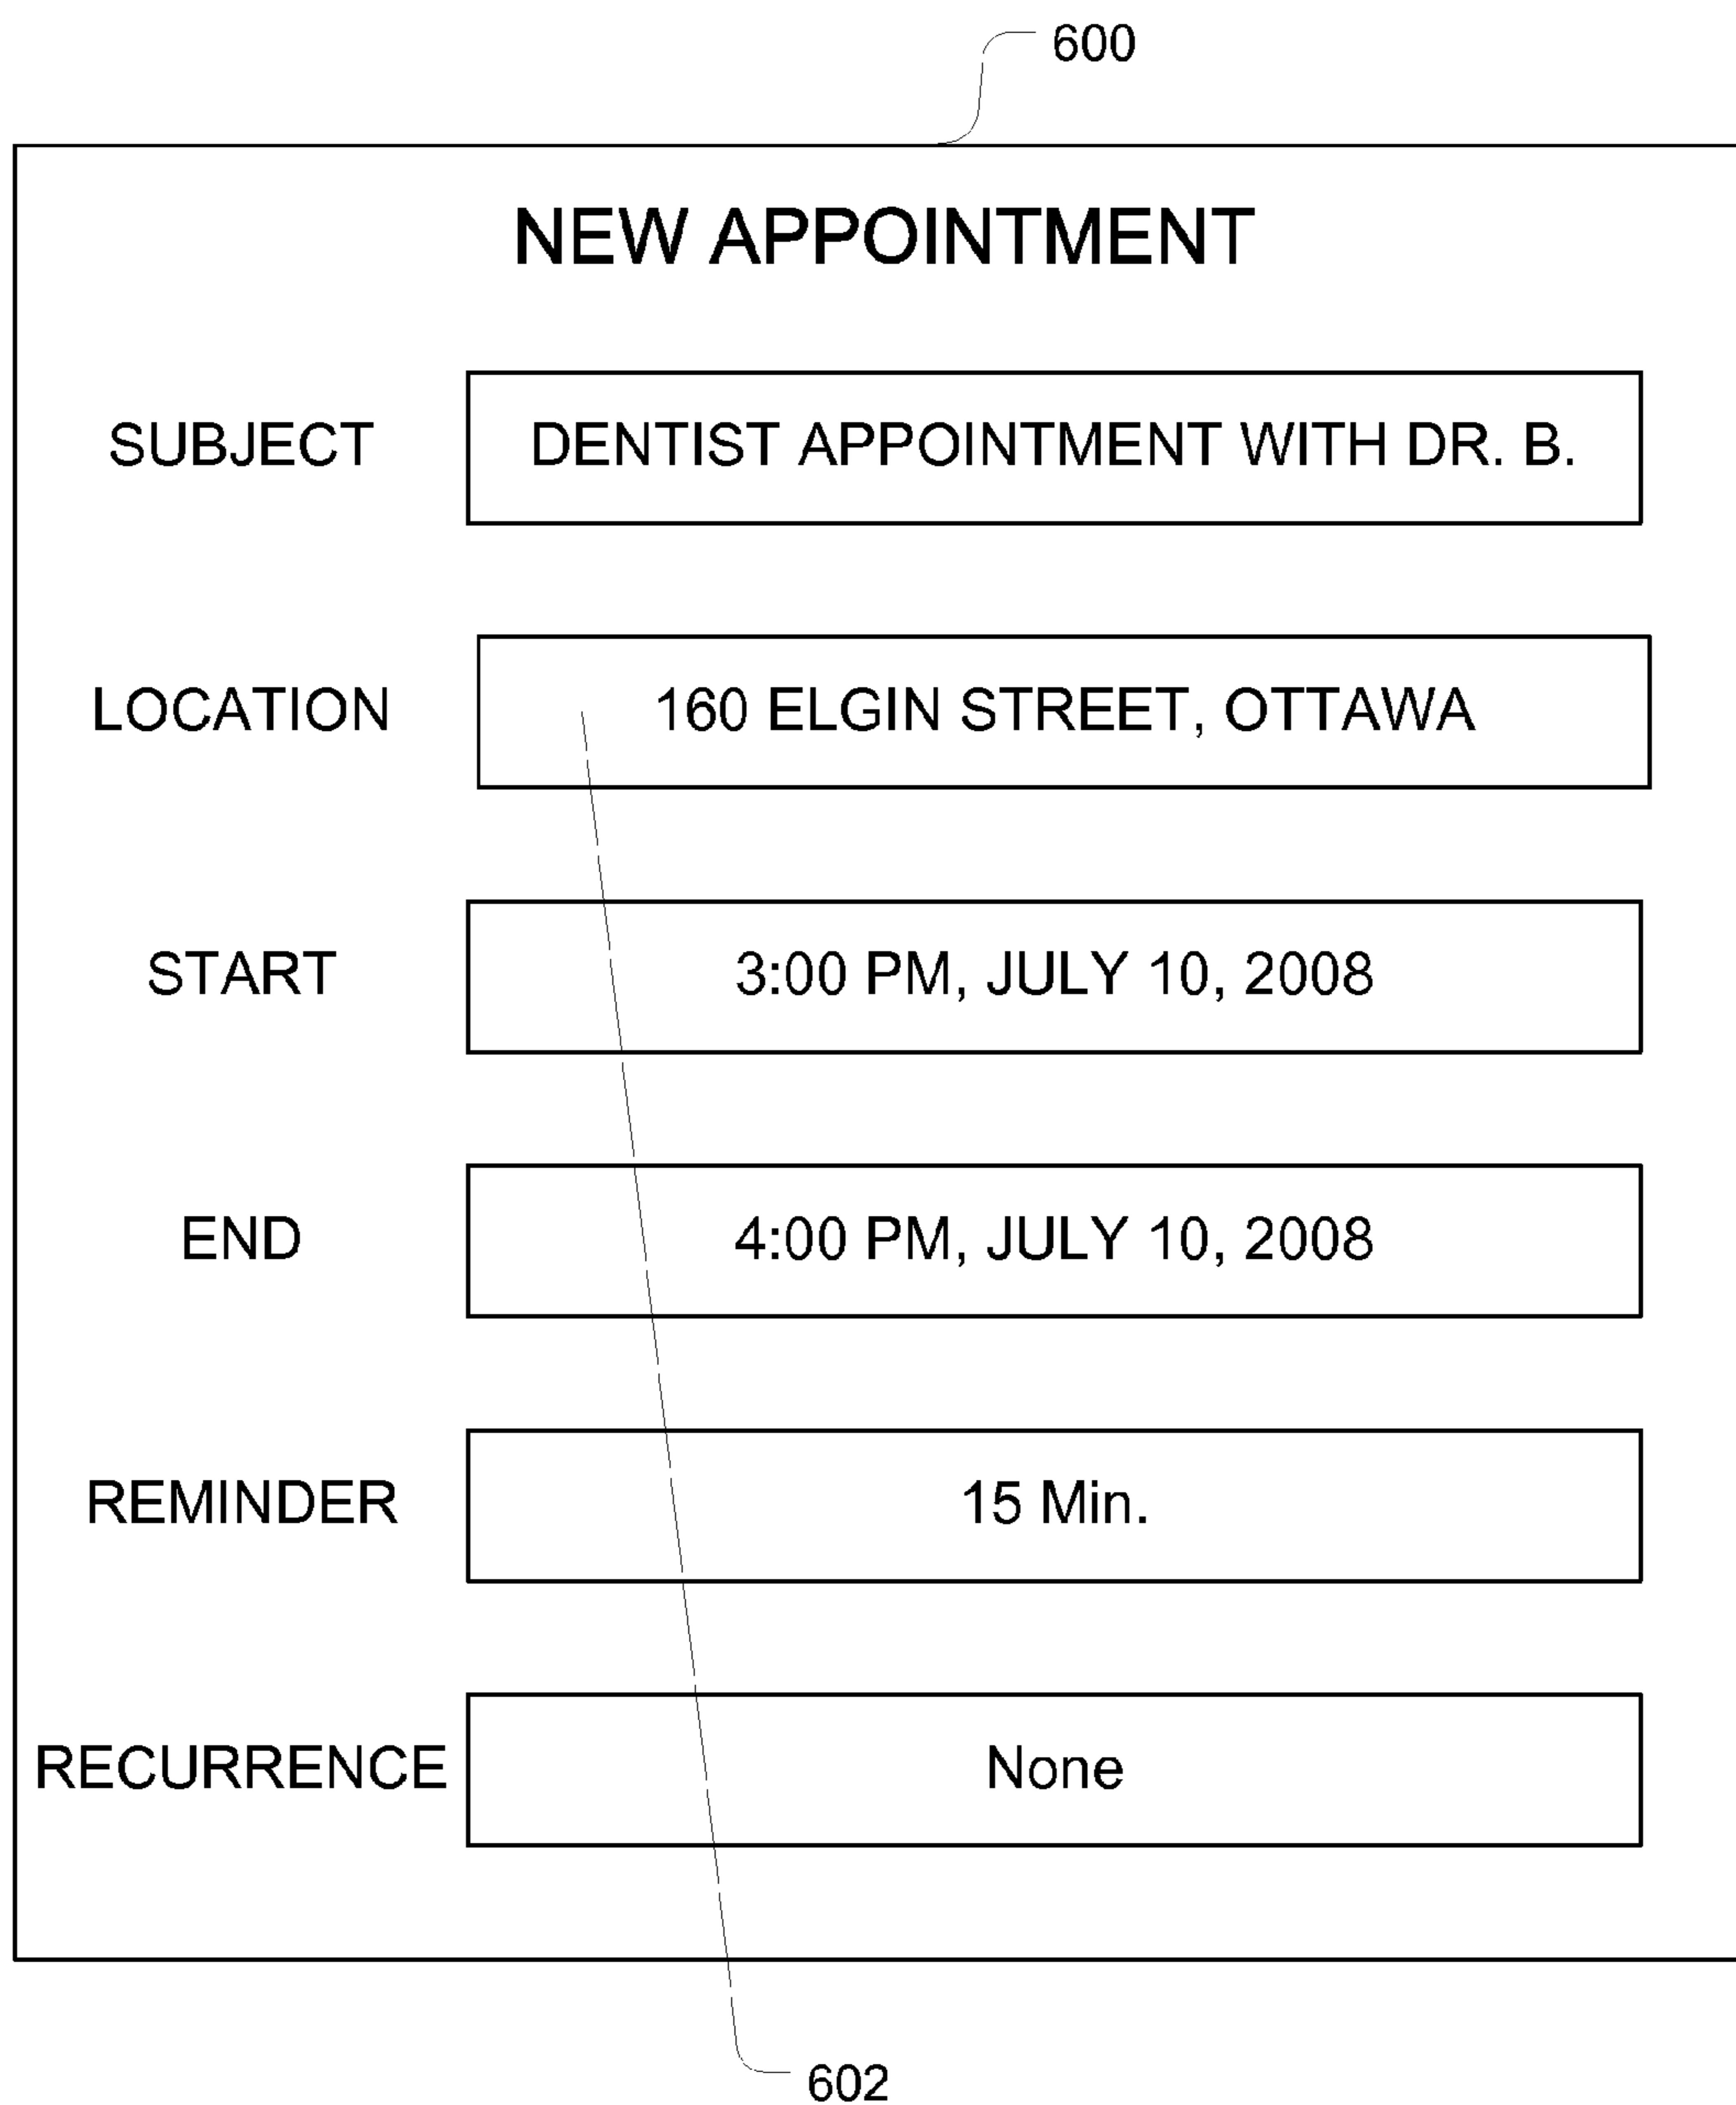 600
NEW APPOINTMENT
SUBJECT DENTIST APPOINTMENT WITH DR. B.
LOCATION 160 ELGIN STREET, OTTAWA
START 3:00 PM, JULY 10, 2008
END 4:00 PM, JULY 10, 2008
REMINDER 15 Min.
RECURRENCE None
602